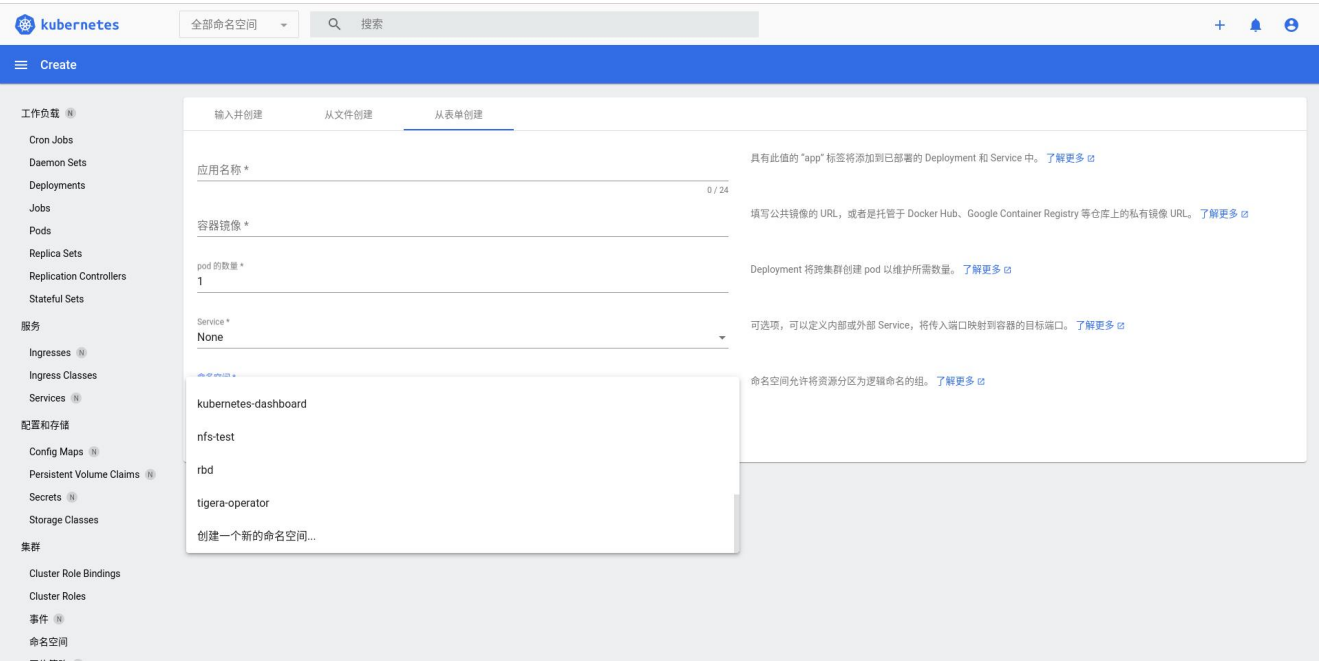 kubernetes
全部命名空间
搜索
Create
工作负载 N
Cron Jobs
Daemon Sets
Deployments
Jobs
Pods
Replica Sets
Replication Controllers
Stateful Sets
服务
Ingresses N
Ingress Classes
Services N
配置和存储
Config Maps N
Persistent Volume Claims N
Secrets N
Storage Classes
集群
Cluster Role Bindings
Cluster Roles
事件 N
命名空间
输入并创建
从文件创建
从表单创建
应用名称 *
0 / 24
具有此值的 "app" 标签将添加到已部署的 Deployment 和 Service 中。 了解更多
容器镜像 *
填写公共镜像的 URL，或者是托管于 Docker Hub、Google Container Registry 等仓库上的私有镜像 URL。 了解更多
pod 的数量 *
1
Deployment 将跨集群创建 pod 以维护所需数量。 了解更多
Service *
None
可选项，可以定义内部或外部 Service，将传入端口映射到容器的目标端口。 了解更多
命名空间允许将资源分区为逻辑命名的组。 了解更多
kubernetes-dashboard
nfs-test
rbd
tigera-operator
创建一个新的命名空间...